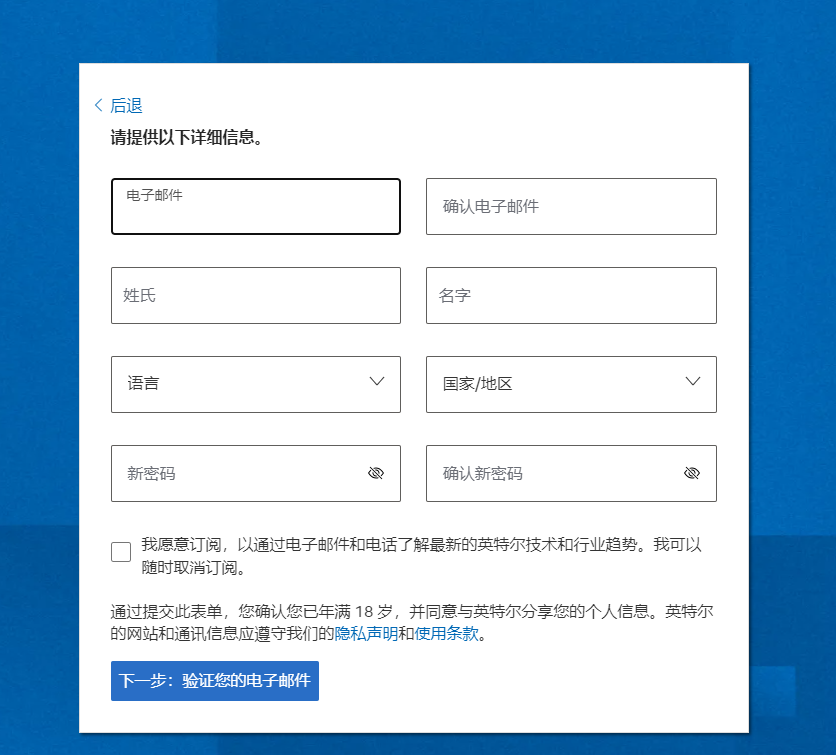 后退
请提供以下详细信息。
电子邮件
确认电子邮件
姓氏
名字
语言
国家/地区
新密码
确认新密码
我愿意订阅，以通过电子邮件和电话了解最新的英特尔技术和行业趋势。我可以
随时取消订阅。
通过提交此表单，您确认您已年满 18 岁，并同意与英特尔分享您的个人信息。英特尔
的网站和通讯信息应遵守我们的隐私声明和使用条款。
下一步：验证您的电子邮件